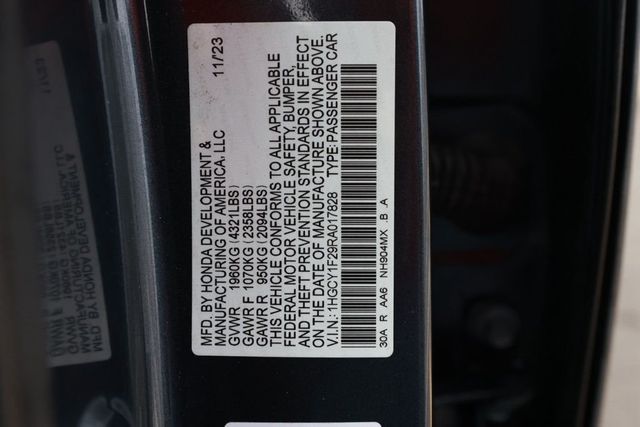 MFD. BY HONDA DEVELOPMENT & 11/23
MANUFACTURING OF AMERICA, LLC
GVWR 1960KG (4321LBS)
GAWR F 1070KG (2358LBS)
GAWR R 950KG (2094LBS)
THIS VEHICLE CONFORMS TO ALL APPLICABLE
FEDERAL MOTOR VEHICLE SAFETY, BUMPER,
AND THEFT PREVENTION STANDARDS IN EFFECT
ON THE DATE OF MANUFACTURE SHOWN ABOVE.
V.I.N.: 1HGCY1F29RA017828 TYPE: PASSENGER CAR
30A R AA6 NH904MX .B .A